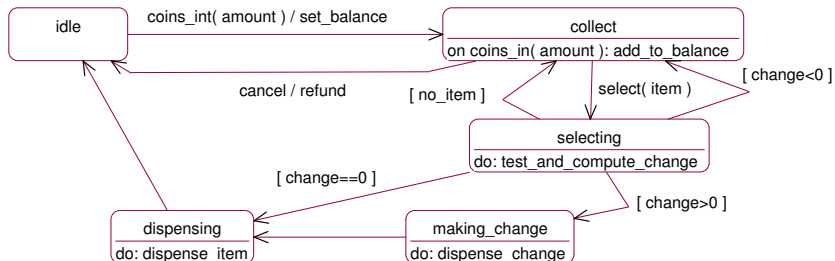 idle
coins_int( amount ) / set_balance
collect
on coins_in( amount ): add_to_balance
cancel / refund
[ no_item ]
select( item )
[ change<0 ]
selecting
do: test_and_compute_change
[ change==0 ]
[ change>0 ]
dispensing
do: dispense_item
making_change
do: dispense_change